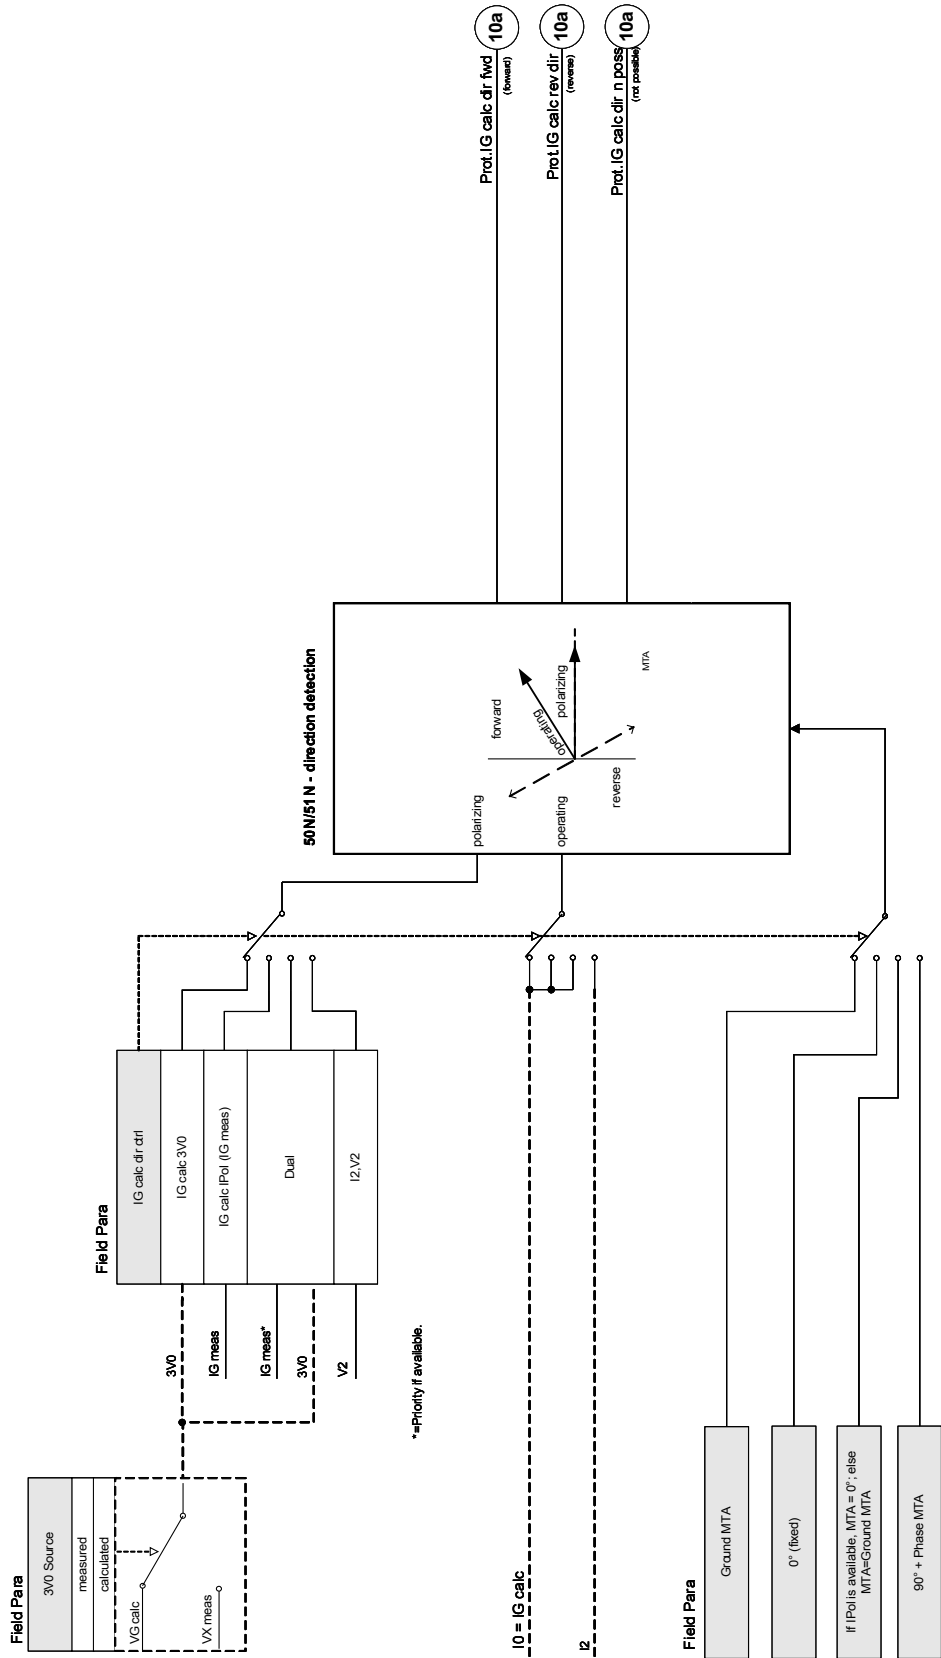 Prot.IG calc dir fwd
(forward)
10a
Prot.IG calc rev dir
(reverse)
10a
Prot.IG calc dir n poss
(not possible)
10a
50N/51N - direction detection
polarizing
operating
forward
operating
polarizing
reverse
MTA
Field Para
IG calc dir ctrl
IG calc 3V0
IG calc IPol (IG meas)
Dual
I2,V2
3V0
IG meas
IG meas*
3V0
V2
*=Priority if available.
Field Para
3V0 Source
measured
calculated
VG calc
VX meas
I0 = IG calc
I2
Field Para
Ground MTA
0° (fixed)
If IPol is available, MTA = 0°; else
MTA=Ground MTA
90° + Phase MTA